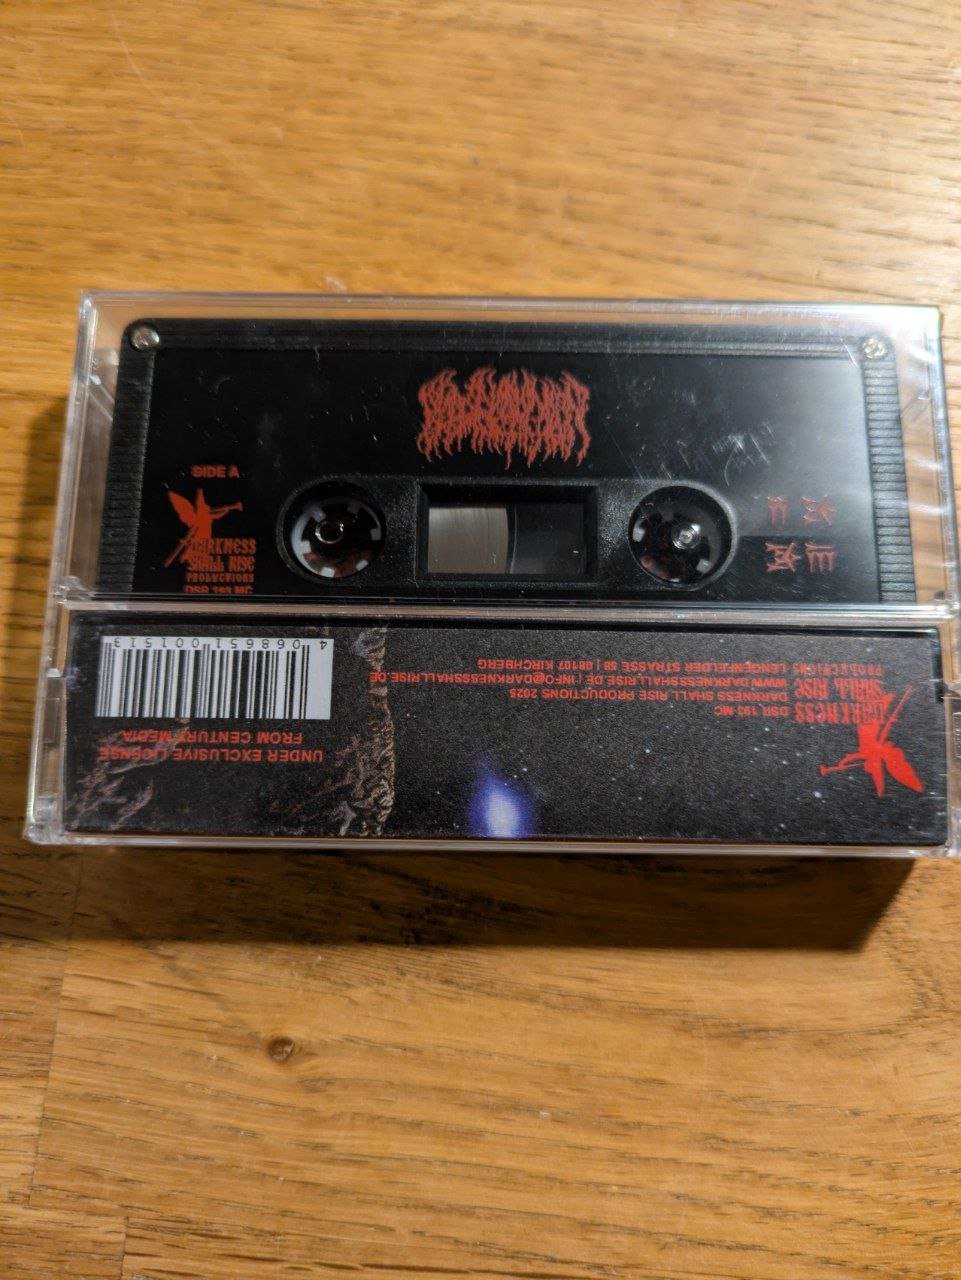 SIDE A
DARKNESS
SHALL RISE
PRODUCTIONS
DSR 193 MC
DARKNESS
SHALL RISE
PRODUCTIONS
DSR 193 MC
DARKNESS SHALL RISE PRODUCTIONS 2025
WWW.DARKNESSSHALLRISE.DE | INFO@DARKNESSSHALLRISE.DE
LENGENFELDER STRASSE 58 | 08107 KIRCHBERG
UNDER EXCLUSIVE LICENSE
FROM CENTURY MEDIA
4 068651 001513